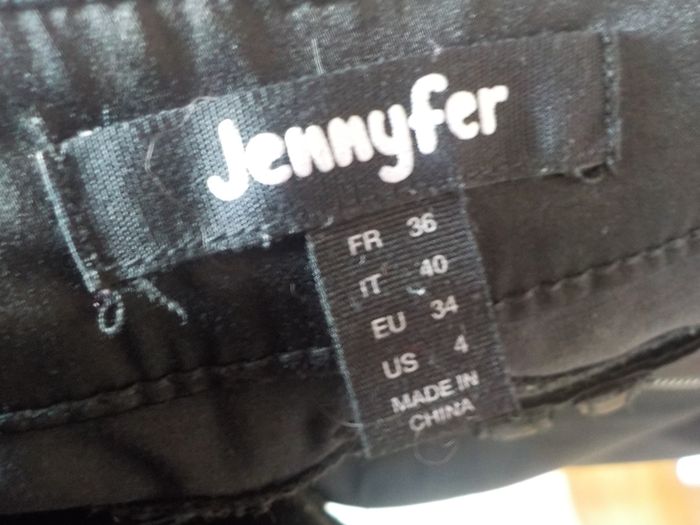 Jennyfer
FR 36
IT 40
EU 34
US 4
MADE IN
CHINA